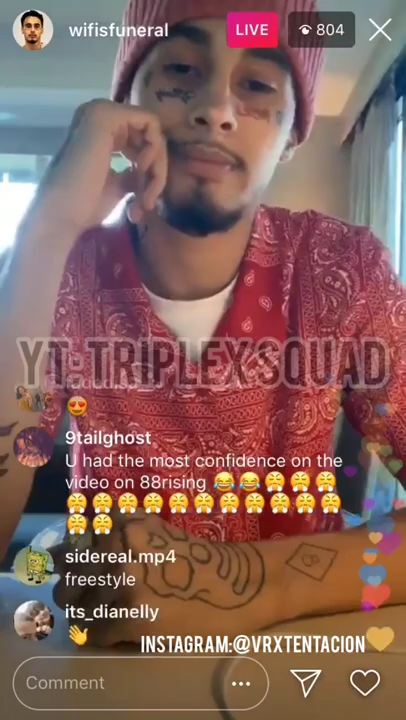 wifisfuneral
LIVE
804
YT: TRIPLEXSQUAD
9tailghost
U had the most confidence on the
video on 88rising 😂😂😤😤😤
😤😤😤😤😤😤😤😤😤😤😤
😤😤
sidereal.mp4
freestyle
its_dianelly
👋
INSTAGRAM:@VRXTENTACION
Comment